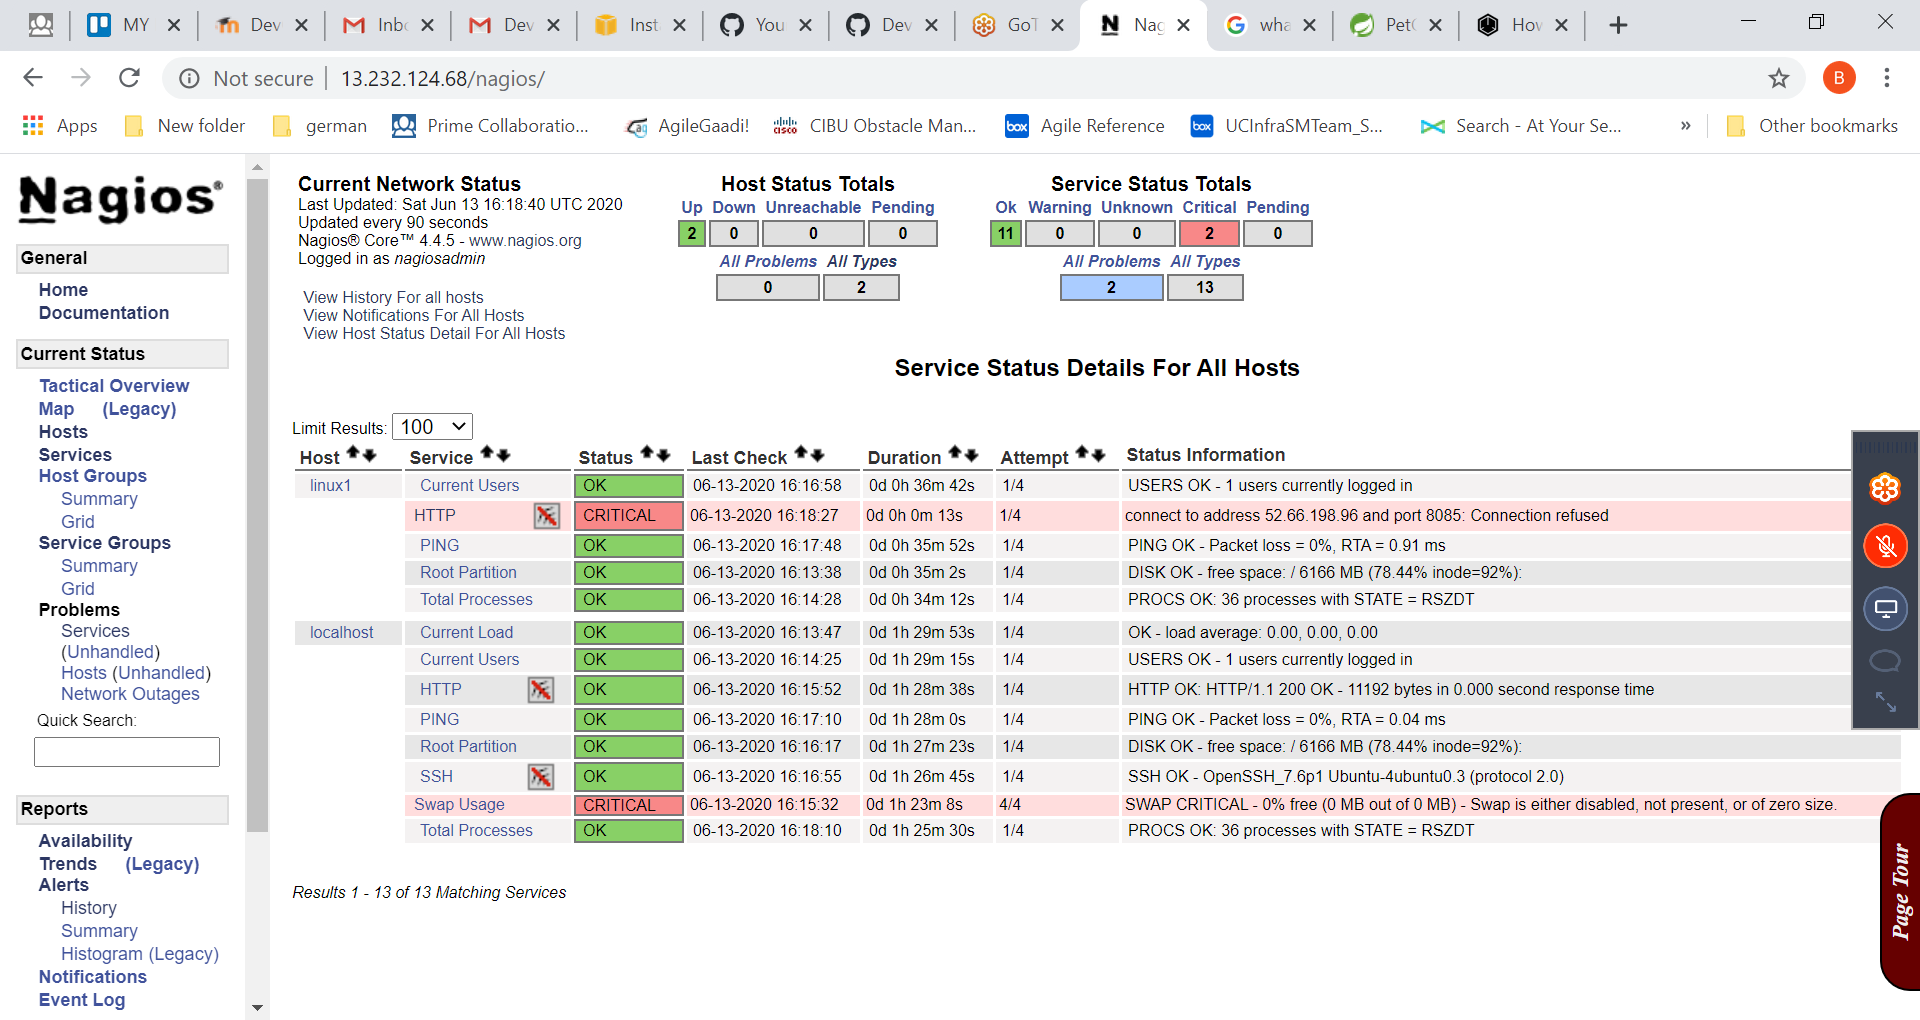 MY
Dev
Inb
Dev
Inst
You
Dev
GoT
Nag
wha
Pet
Hov
Not secure
13.232.124.68/nagios/
B
Apps
New folder
german
Prime Collaboratio...
AgileGaadi!
CIBU Obstacle Man...
Agile Reference
UCInfraSMTeam_S...
Search - At Your Se...
»
Other bookmarks
Nagios®
General
Home
Documentation
Current Status
Tactical Overview
Map (Legacy)
Hosts
Services
Host Groups
Summary
Grid
Service Groups
Summary
Grid
Problems
Services
(Unhandled)
Hosts (Unhandled)
Network Outages
Quick Search:
Reports
Availability
Trends (Legacy)
Alerts
History
Summary
Histogram (Legacy)
Notifications
Event Log
Current Network Status
Last Updated: Sat Jun 13 16:18:40 UTC 2020
Updated every 90 seconds
Nagios® Core™ 4.4.5 - www.nagios.org
Logged in as nagiosadmin
View History For all hosts
View Notifications For All Hosts
View Host Status Detail For All Hosts
Host Status Totals
Up Down Unreachable Pending
2 0 0 0
All Problems All Types
0 2
Service Status Totals
Ok Warning Unknown Critical Pending
11 0 0 2 0
All Problems All Types
2 13
Service Status Details For All Hosts
Limit Results: 100
Host Service Status Last Check Duration Attempt Status Information
linux1 Current Users OK 06-13-2020 16:16:58 0d 0h 36m 42s 1/4 USERS OK - 1 users currently logged in
HTTP CRITICAL 06-13-2020 16:18:27 0d 0h 0m 13s 1/4 connect to address 52.66.198.96 and port 8085: Connection refused
PING OK 06-13-2020 16:17:48 0d 0h 35m 52s 1/4 PING OK - Packet loss = 0%, RTA = 0.91 ms
Root Partition OK 06-13-2020 16:13:38 0d 0h 35m 2s 1/4 DISK OK - free space: / 6166 MB (78.44% inode=92%):
Total Processes OK 06-13-2020 16:14:28 0d 0h 34m 12s 1/4 PROCS OK: 36 processes with STATE = RSZDT
localhost Current Load OK 06-13-2020 16:13:47 0d 1h 29m 53s 1/4 OK - load average: 0.00, 0.00, 0.00
Current Users OK 06-13-2020 16:14:25 0d 1h 29m 15s 1/4 USERS OK - 1 users currently logged in
HTTP OK 06-13-2020 16:15:52 0d 1h 28m 38s 1/4 HTTP OK: HTTP/1.1 200 OK - 11192 bytes in 0.000 second response time
PING OK 06-13-2020 16:17:10 0d 1h 28m 0s 1/4 PING OK - Packet loss = 0%, RTA = 0.04 ms
Root Partition OK 06-13-2020 16:16:17 0d 1h 27m 23s 1/4 DISK OK - free space: / 6166 MB (78.44% inode=92%):
SSH OK 06-13-2020 16:16:55 0d 1h 26m 45s 1/4 SSH OK - OpenSSH_7.6p1 Ubuntu-4ubuntu0.3 (protocol 2.0)
Swap Usage CRITICAL 06-13-2020 16:15:32 0d 1h 23m 8s 4/4 SWAP CRITICAL - 0% free (0 MB out of 0 MB) - Swap is either disabled, not present, or of zero size.
Total Processes OK 06-13-2020 16:18:10 0d 1h 25m 30s 1/4 PROCS OK: 36 processes with STATE = RSZDT
Results 1 - 13 of 13 Matching Services
Page Tour